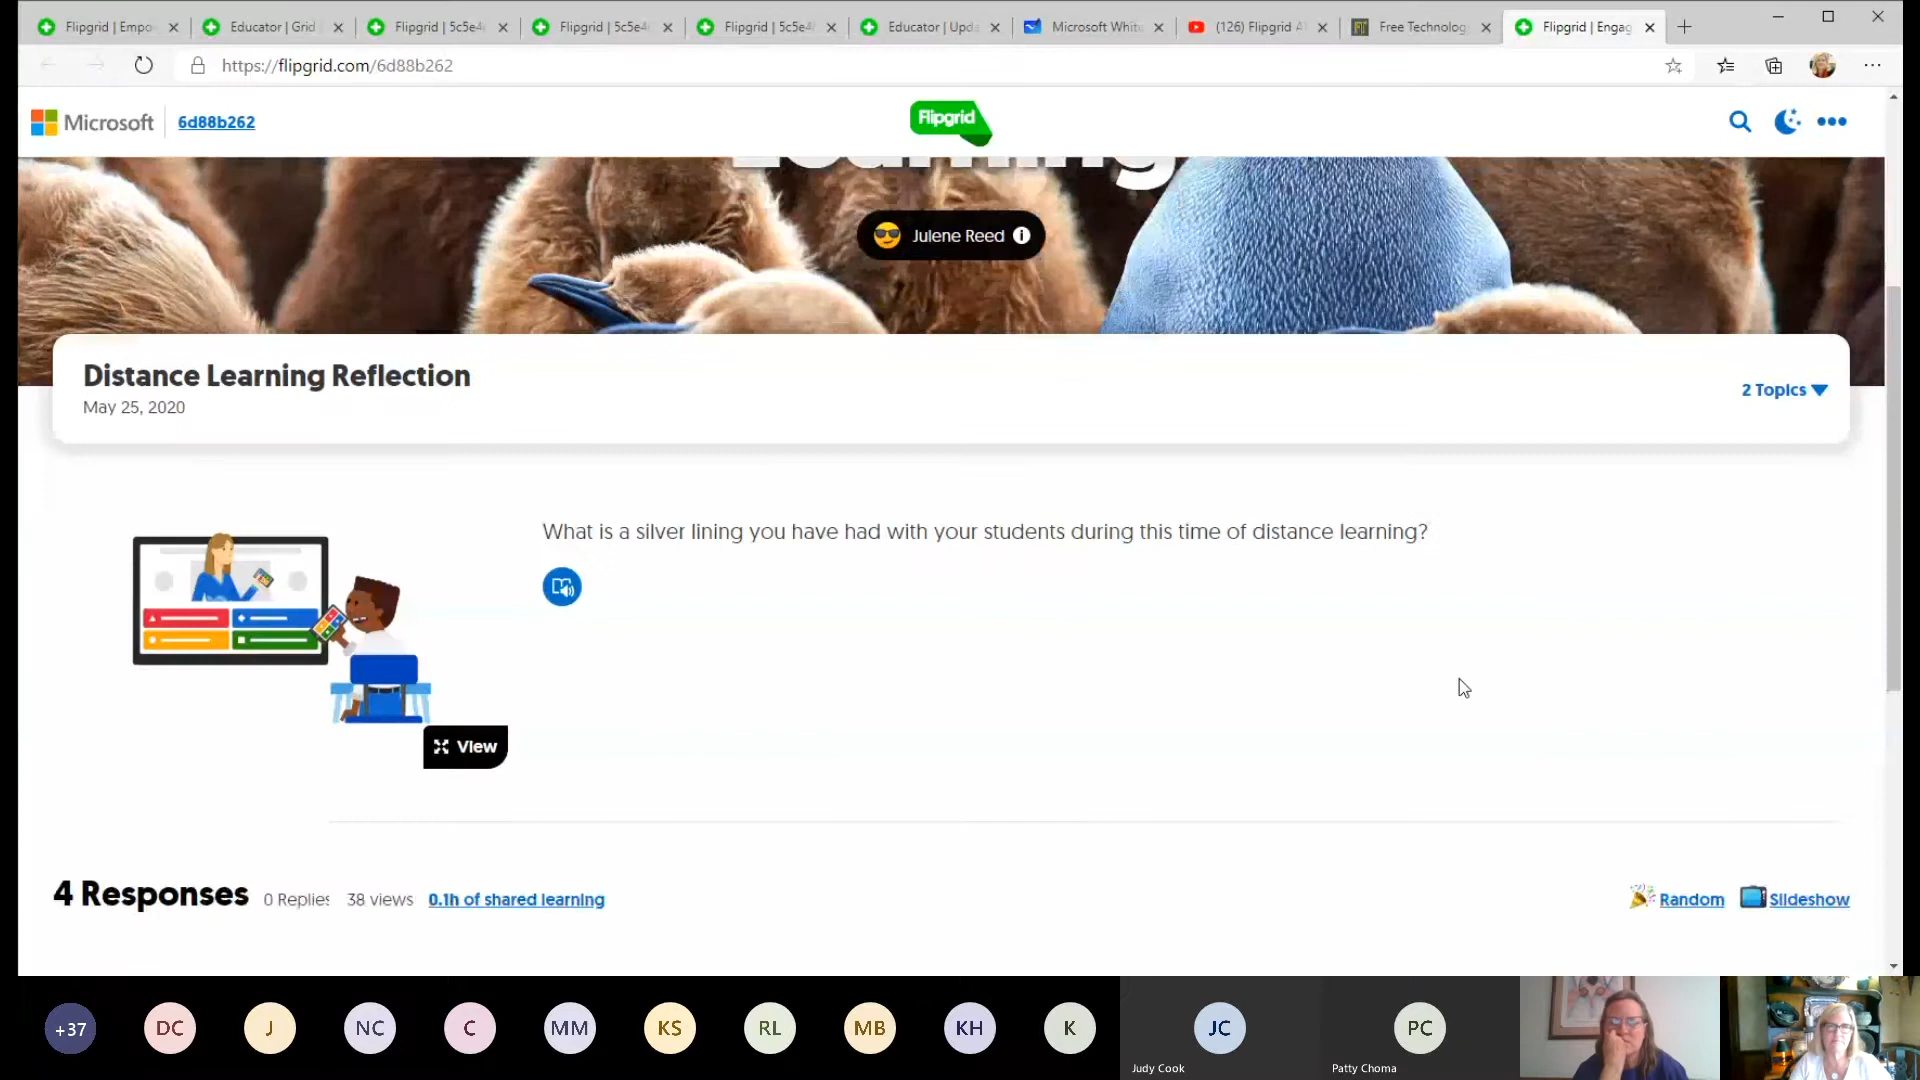 Flipgrid | Empo
Educator | Grid
Flipgrid | 5c5e4
Flipgrid | 5c5e4
Flipgrid | 5c5e4
Educator | Upda
Microsoft Whit
(126) Flipgrid A
Free Technolog
Flipgrid | Engag
https://flipgrid.com/6d88b262
Microsoft
6d88b262
Flipgrid
Learning
Julene Reed
Distance Learning Reflection
May 25, 2020
2 Topics
What is a silver lining you have had with your students during this time of distance learning?
View
4 Responses 0 Replies 38 views 0.1h of shared learning
Random
Slideshow
+37
DC
J
NC
C
MM
KS
RL
MB
KH
K
JC
PC
Judy Cook
Patty Choma